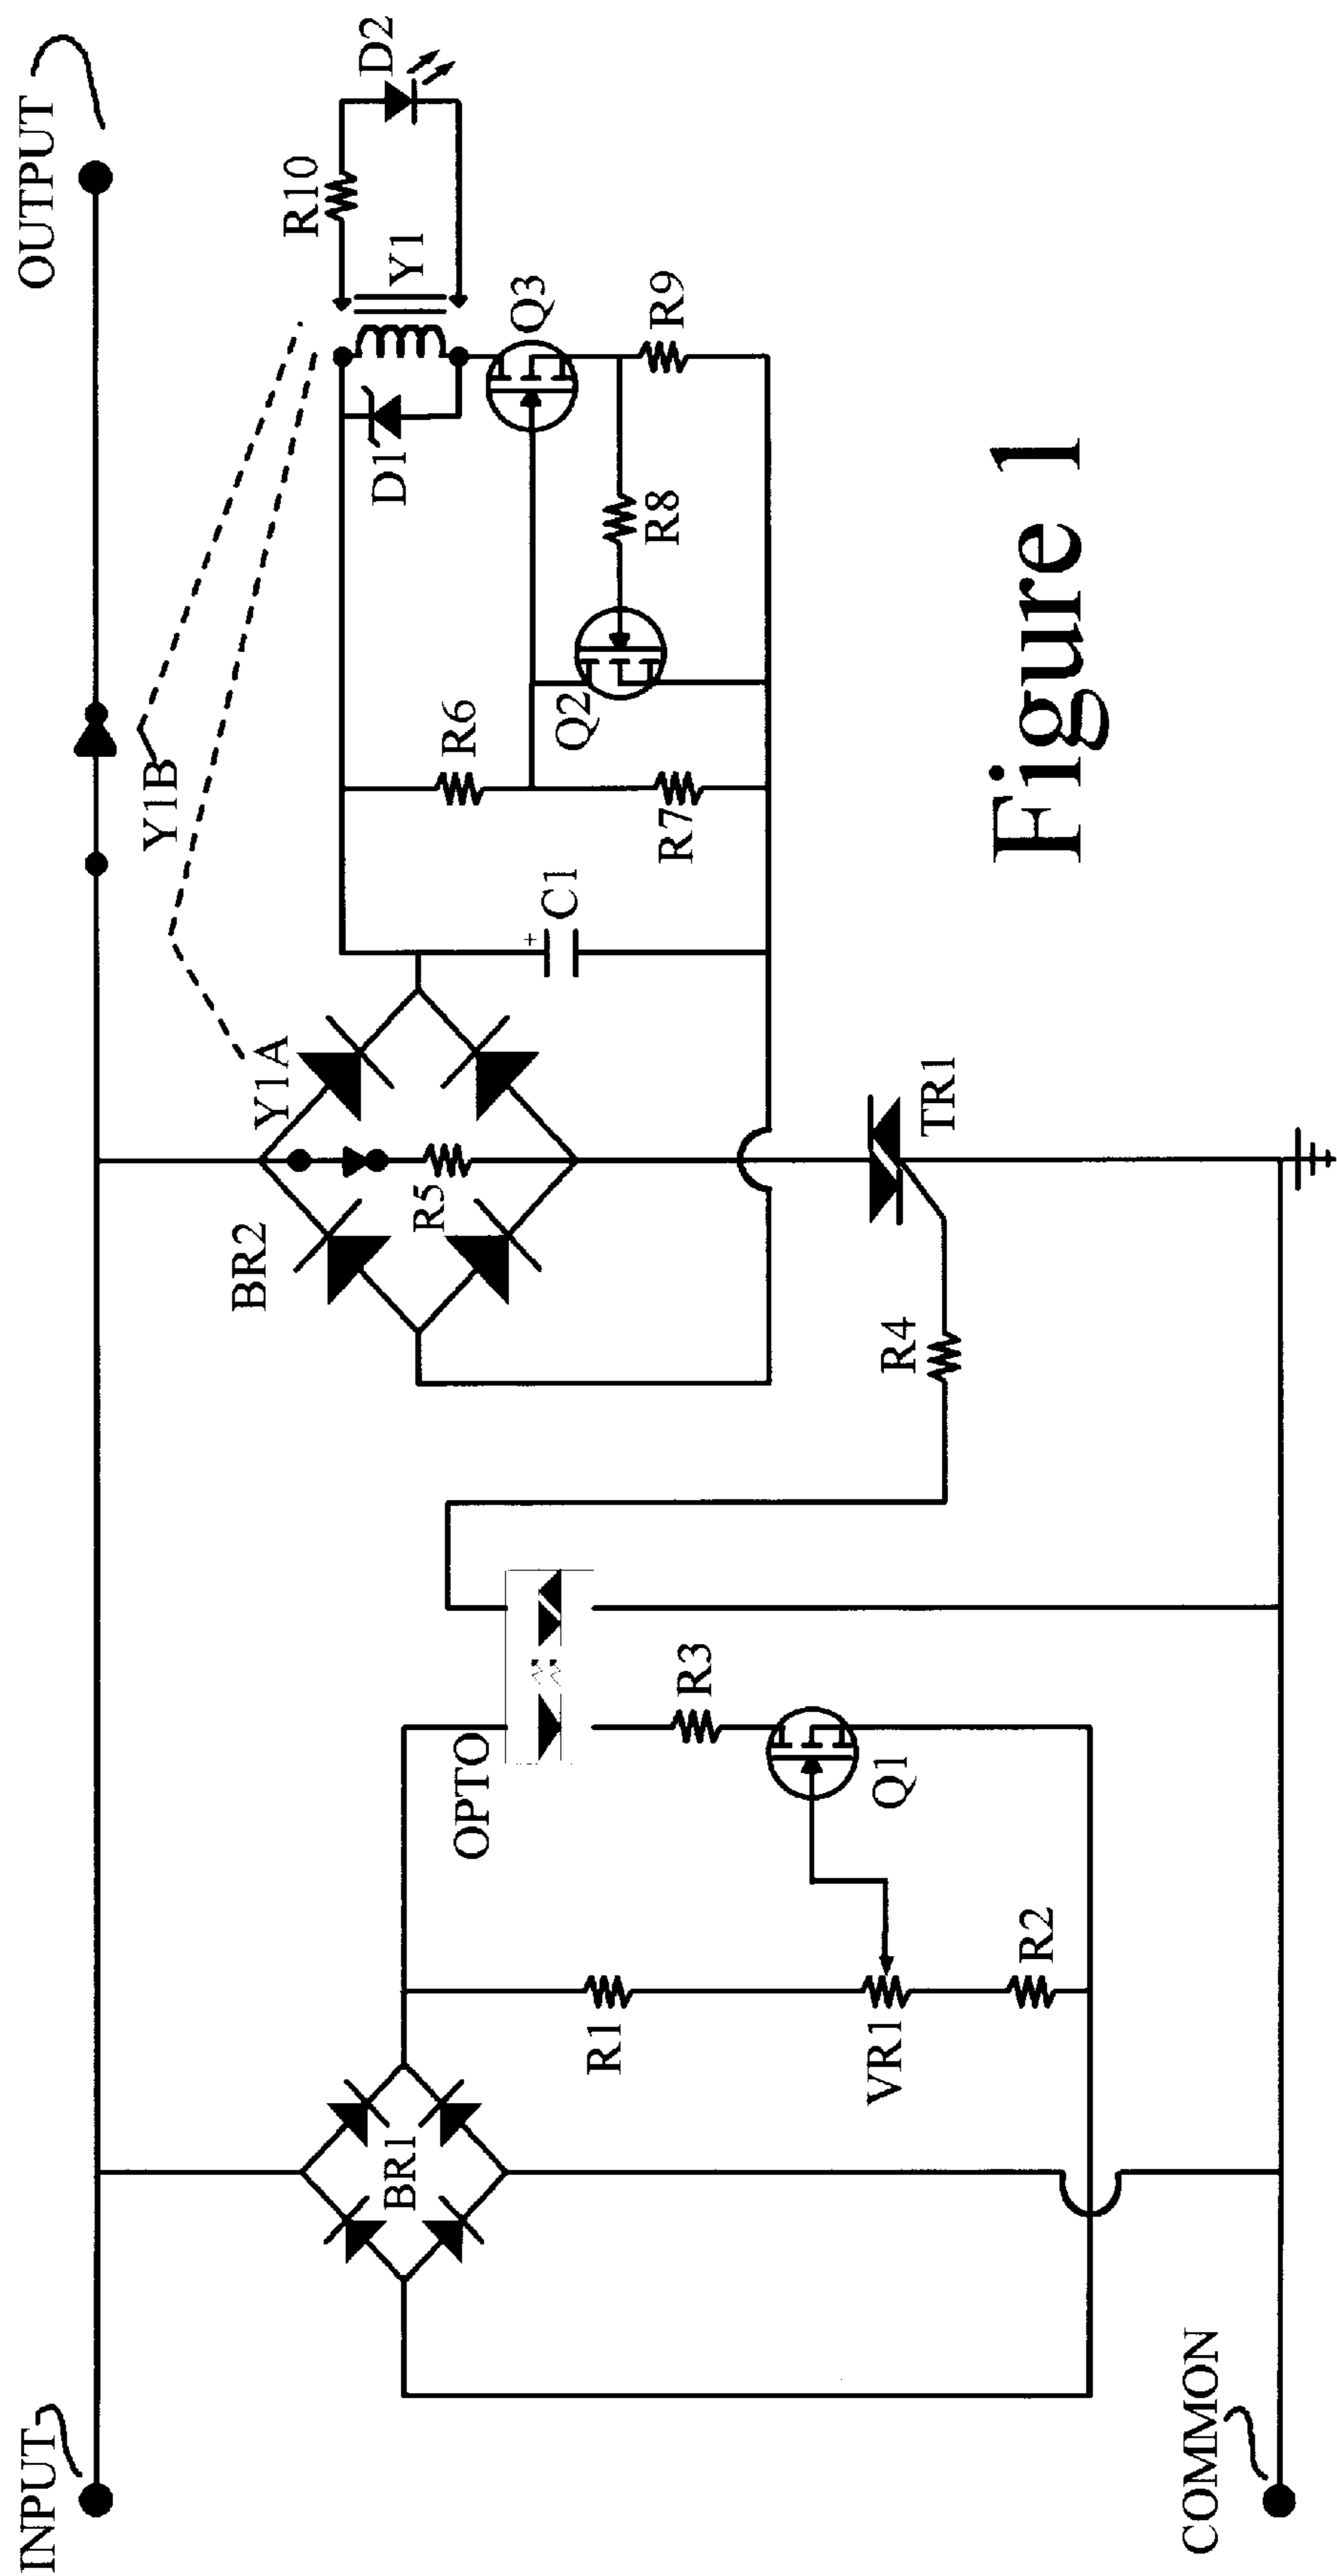 INPUT
OUTPUT
Y1B
Y1A
BR2
R5
BR1
OPTO
R1
VR1
R2
R3
Q1
R4
TR1
C1
+
R6
R7
Q2
R8
D1
Y1
Q3
R9
R10
D2
COMMON
Figure 1